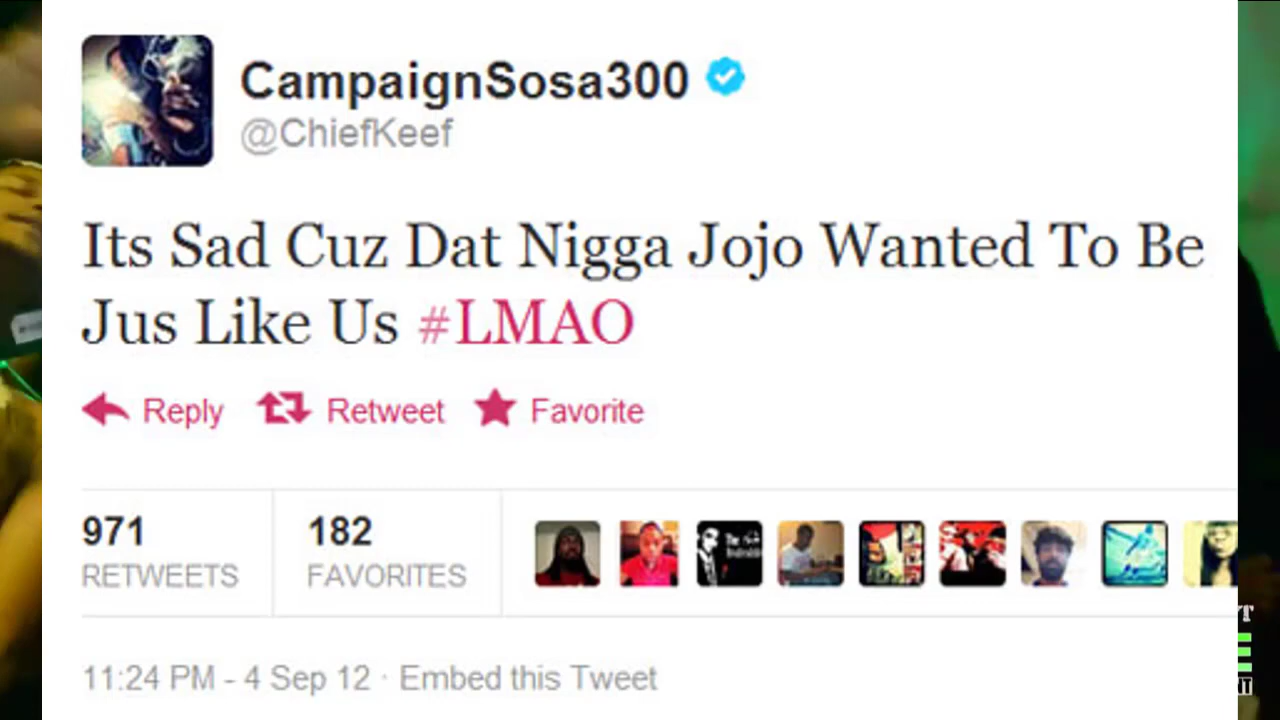 CampaignSosa300
@ChiefKeef
Its Sad Cuz Dat Nigga Jojo Wanted To Be
Jus Like Us #LMAO
Reply Retweet Favorite
971 182
RETWEETS FAVORITES
11:24 PM - 4 Sep 12 · Embed this Tweet